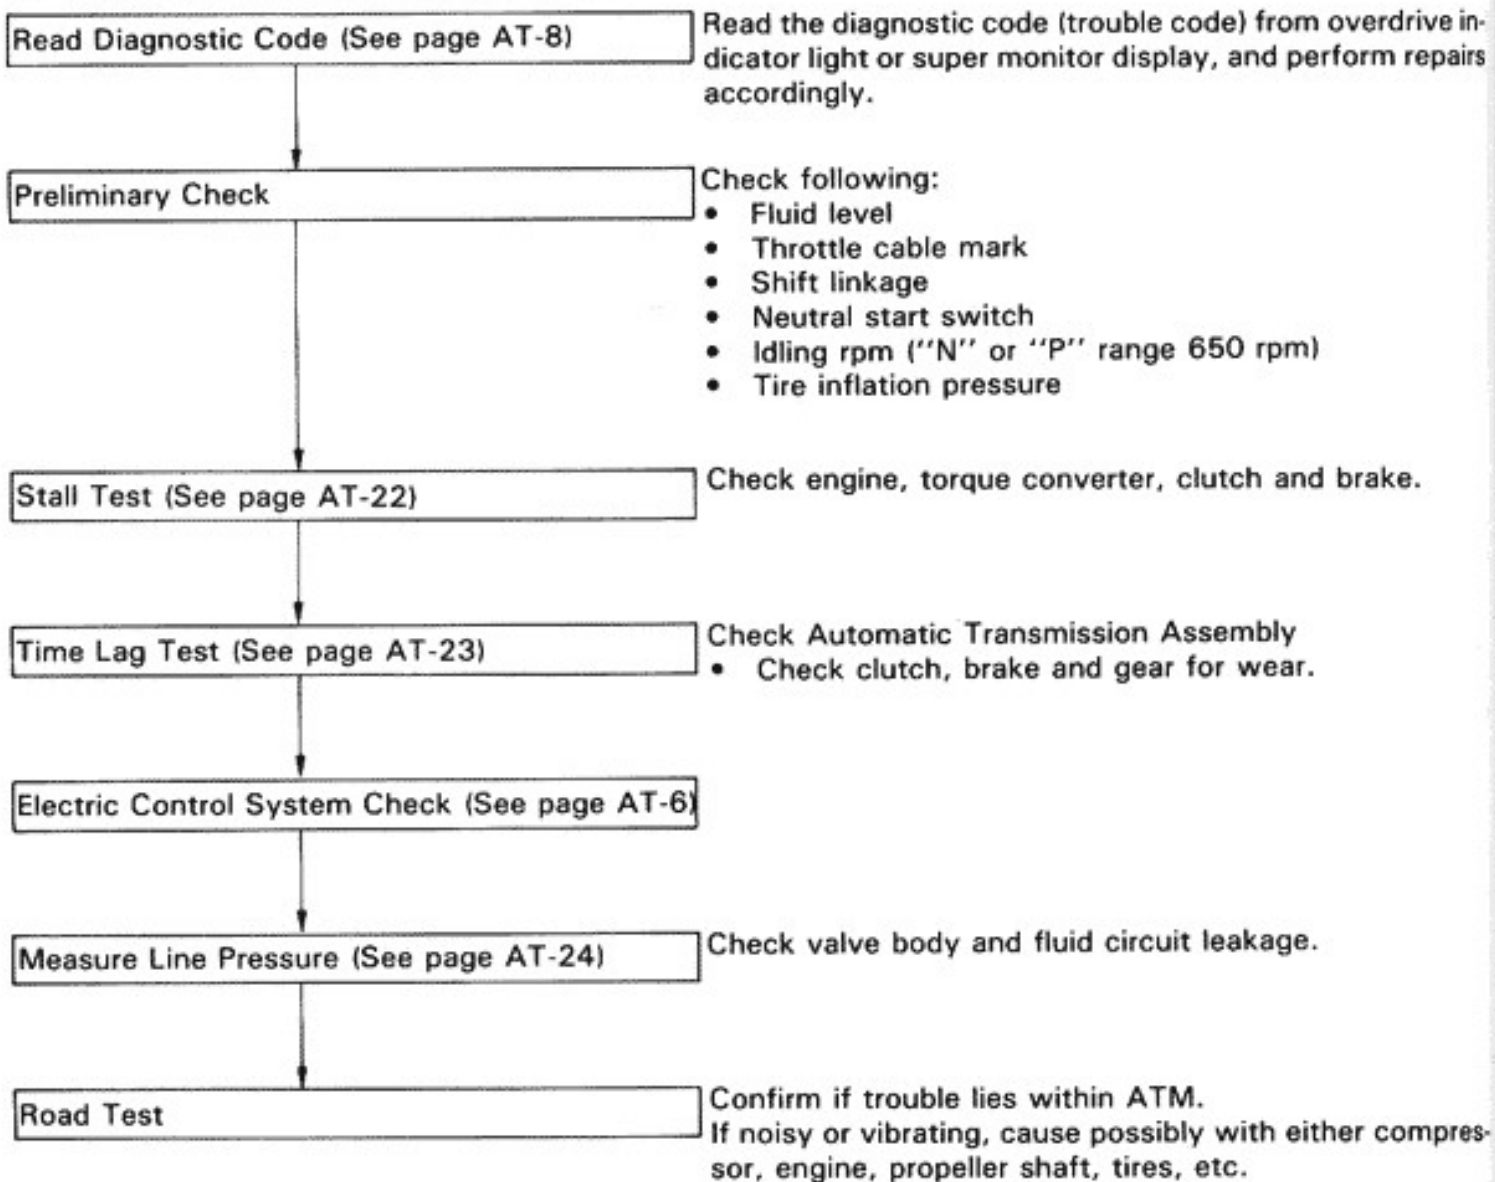 Read Diagnostic Code (See page AT-8)
Read the diagnostic code (trouble code) from overdrive in-
dicator light or super monitor display, and perform repairs
accordingly.
Preliminary Check
Check following:
• Fluid level
• Throttle cable mark
• Shift linkage
• Neutral start switch
• Idling rpm (''N'' or ''P'' range 650 rpm)
• Tire inflation pressure
Stall Test (See page AT-22)
Check engine, torque converter, clutch and brake.
Time Lag Test (See page AT-23)
Check Automatic Transmission Assembly
• Check clutch, brake and gear for wear.
Electric Control System Check (See page AT-6)
Measure Line Pressure (See page AT-24)
Check valve body and fluid circuit leakage.
Road Test
Confirm if trouble lies within ATM.
If noisy or vibrating, cause possibly with either compres-
sor, engine, propeller shaft, tires, etc.